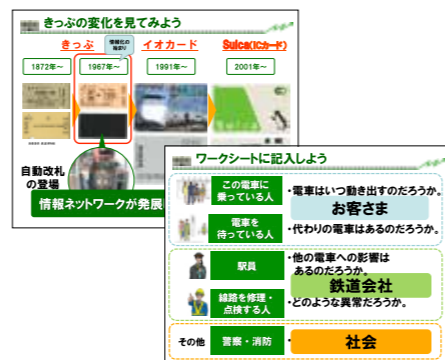 きっぷの変化を見てみよう
きっぷ
情報化の
始まり
イオカード
Suica(ICカード)
1872年~
1967年~
1991年~
2001年~
自動改札
の登場
情報ネットワークが発展
ワークシートに記入しよう
この電車に
乗っている人
・電車はいつ動き出すのだろうか。
お客さま
電車を
待っている人
・代わりの電車はあるのだろうか。
駅員
・他の電車への影響は
あるのだろうか。
鉄道会社
線路を修理・
点検する人
・どのような異常だろうか。
その他
警察・消防
・
社会